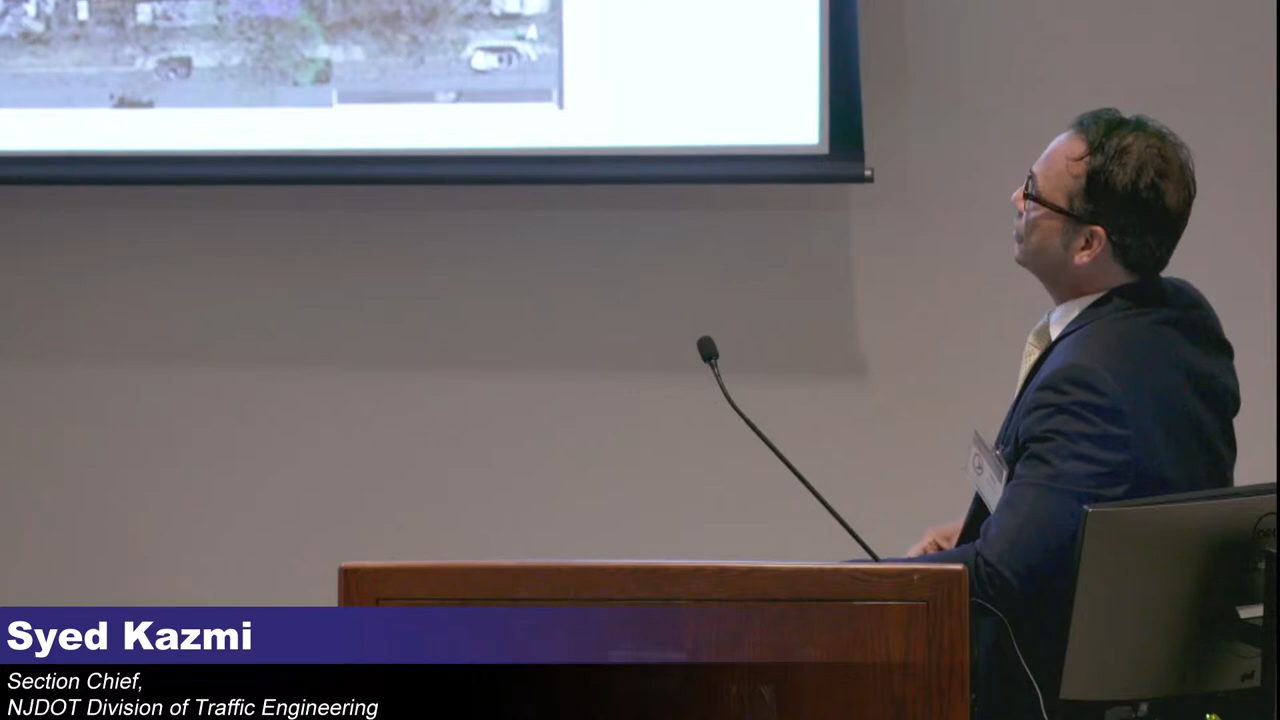 Syed Kazmi
Section Chief,
NJDOT Division of Traffic Engineering